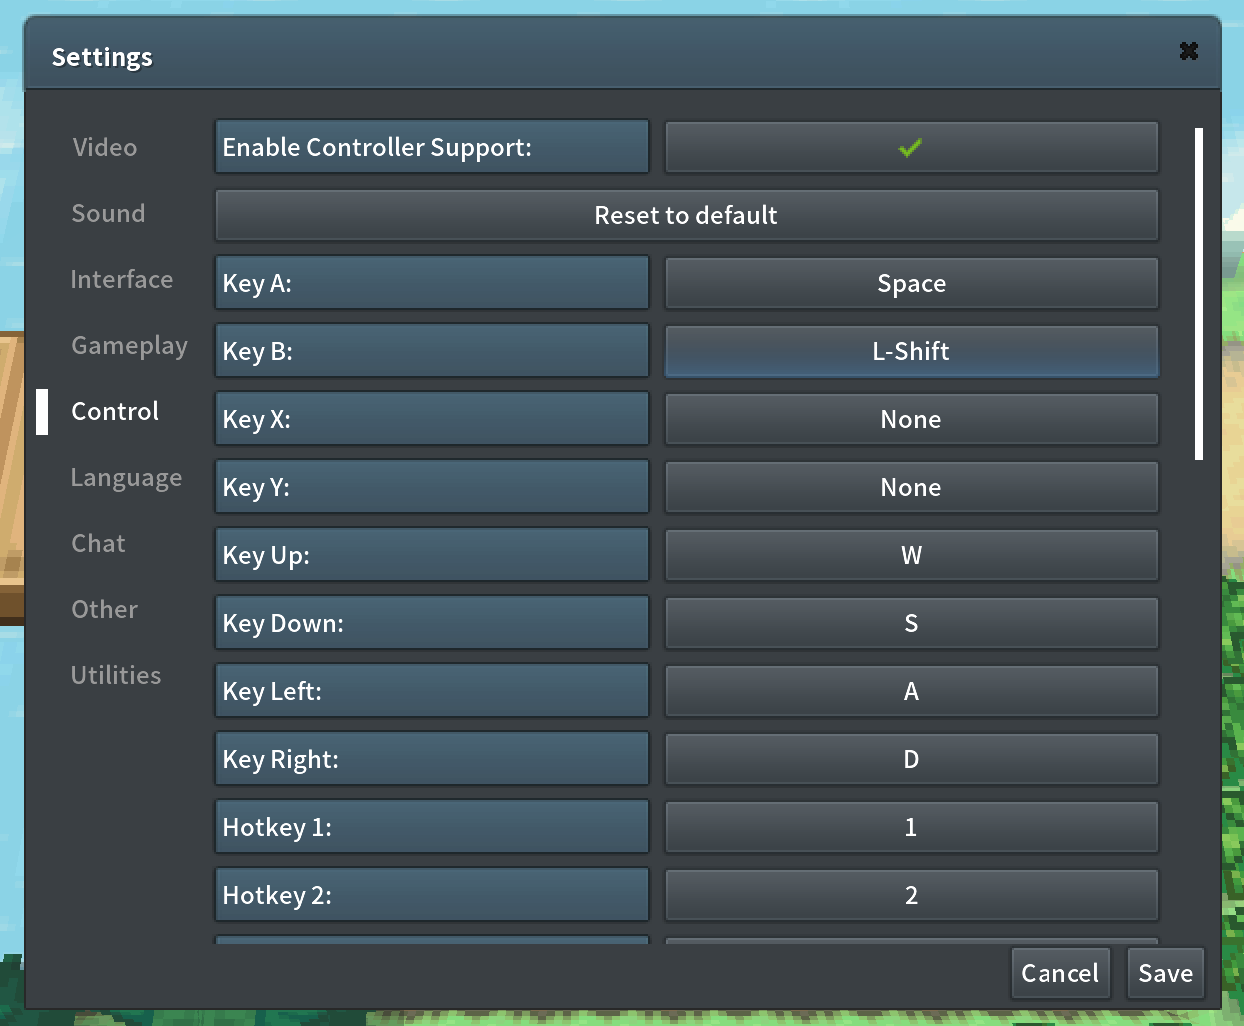 Settings
Video
Sound
Interface
Gameplay
Control
Language
Chat
Other
Utilities
Enable Controller Support:
Reset to default
Key A: Space
Key B: L-Shift
Key X: None
Key Y: None
Key Up: W
Key Down: S
Key Left: A
Key Right: D
Hotkey 1: 1
Hotkey 2: 2
Cancel Save